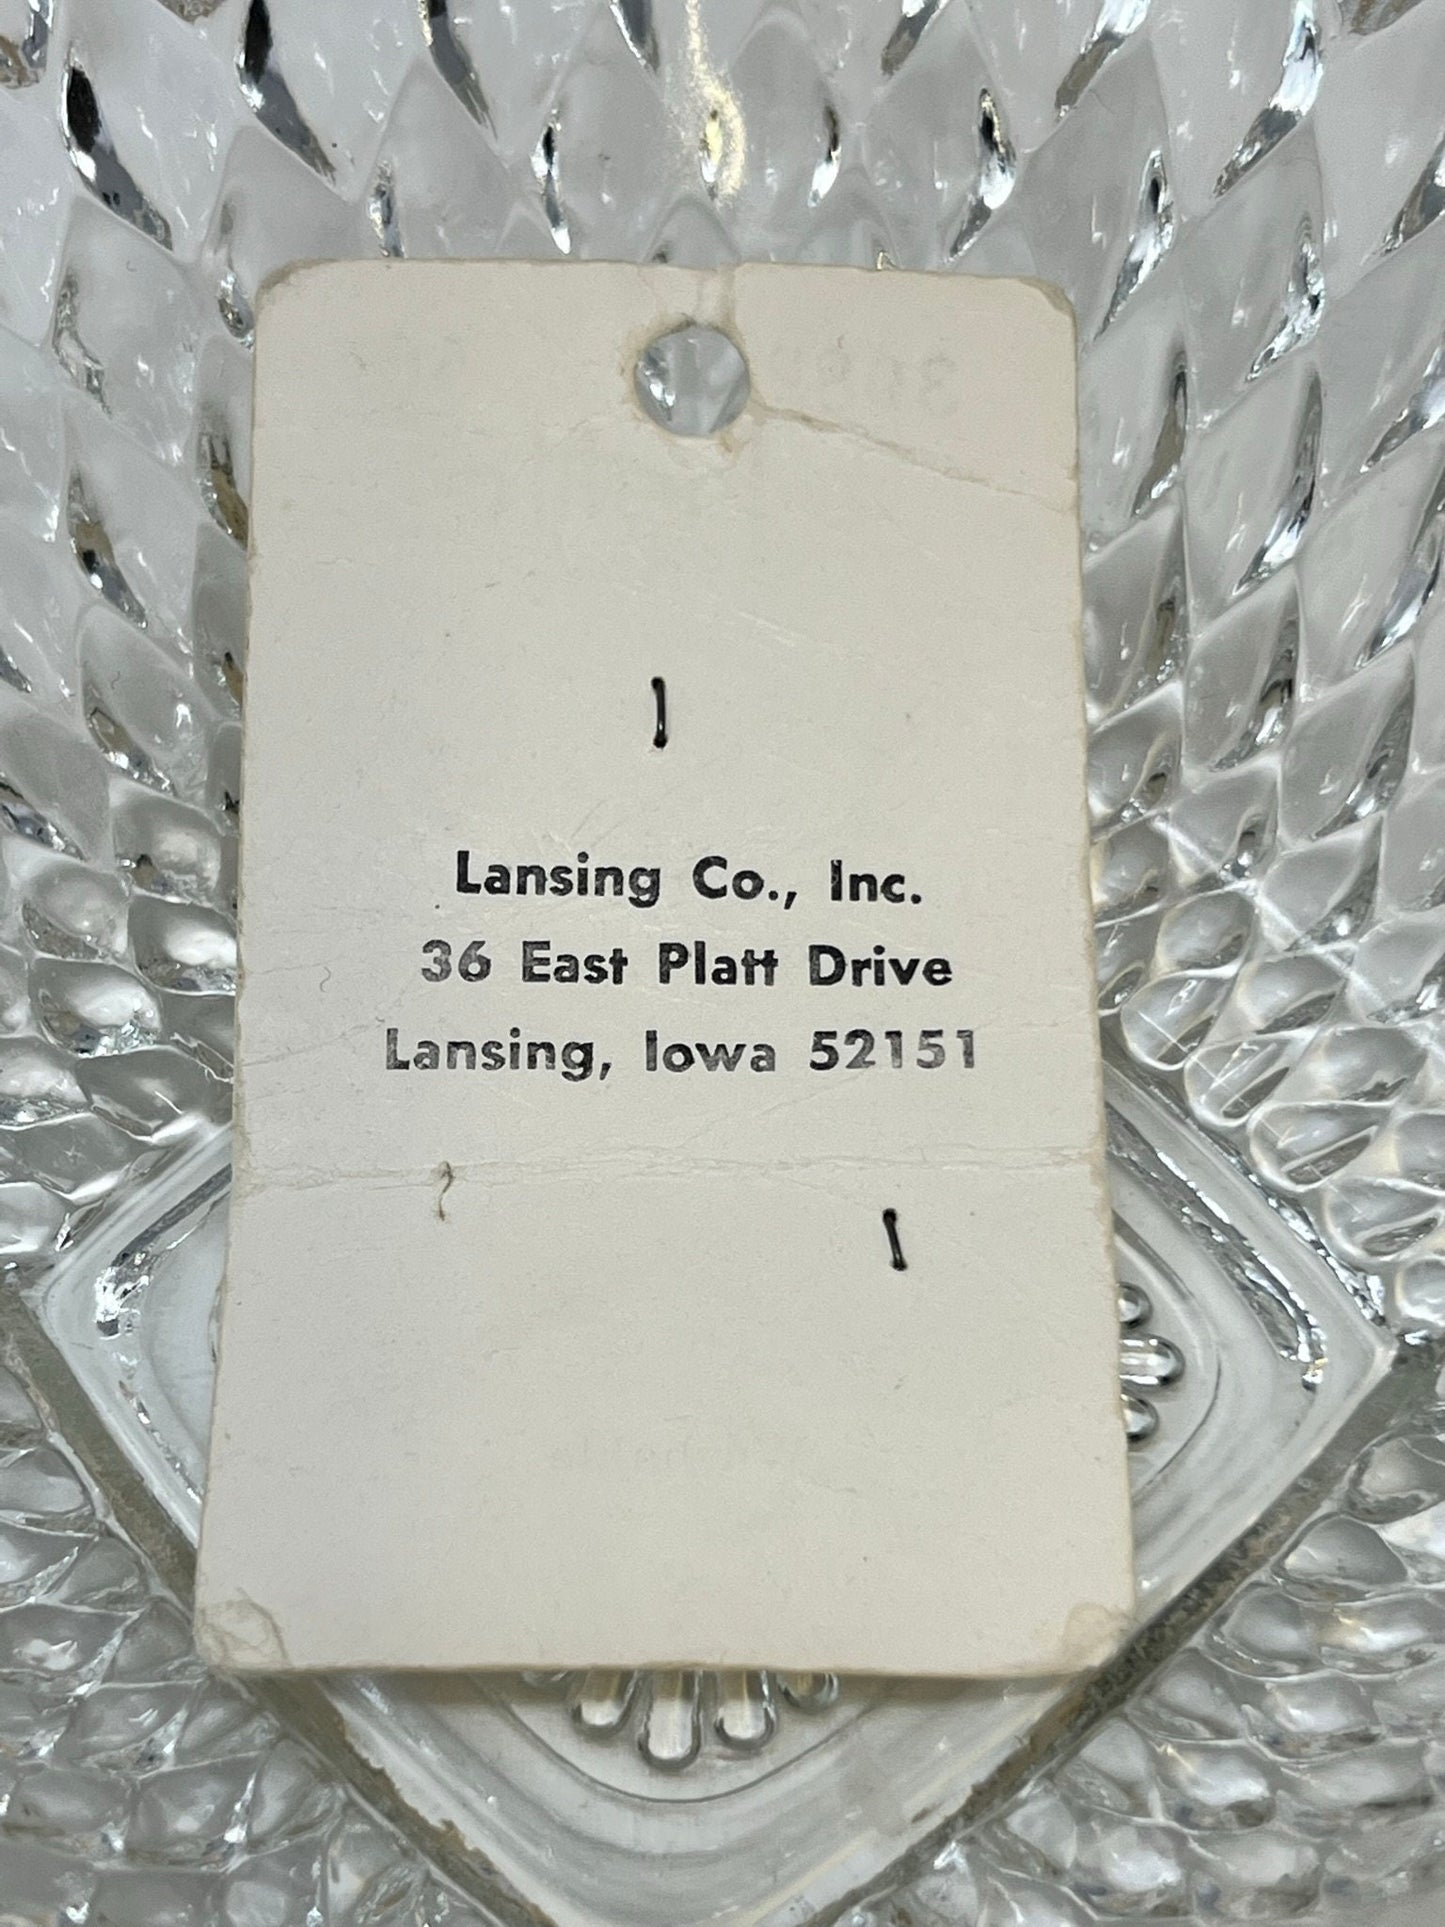 Lansing Co., Inc.
36 East Platt Drive
Lansing, Iowa 52151